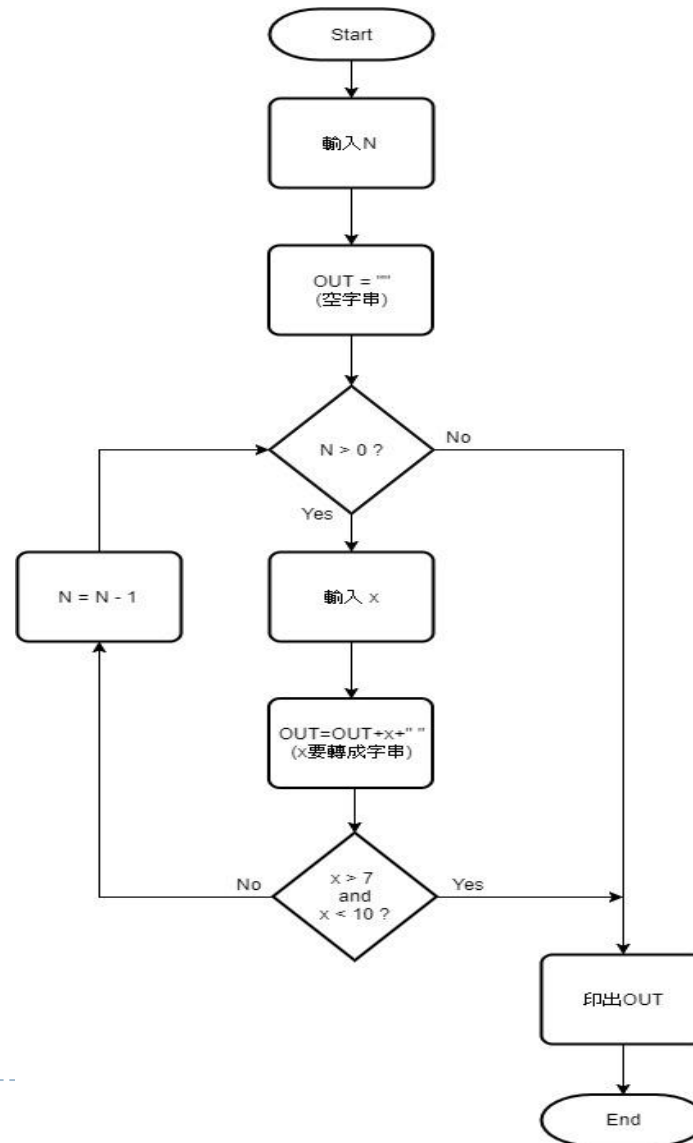 Start
輸入N
OUT = ""
(空字串)
N > 0 ?
No
Yes
N = N - 1
輸入 x
OUT=OUT+x+" "
(x要轉成字串)
No
x > 7
and
x < 10 ?
Yes
印出OUT
End